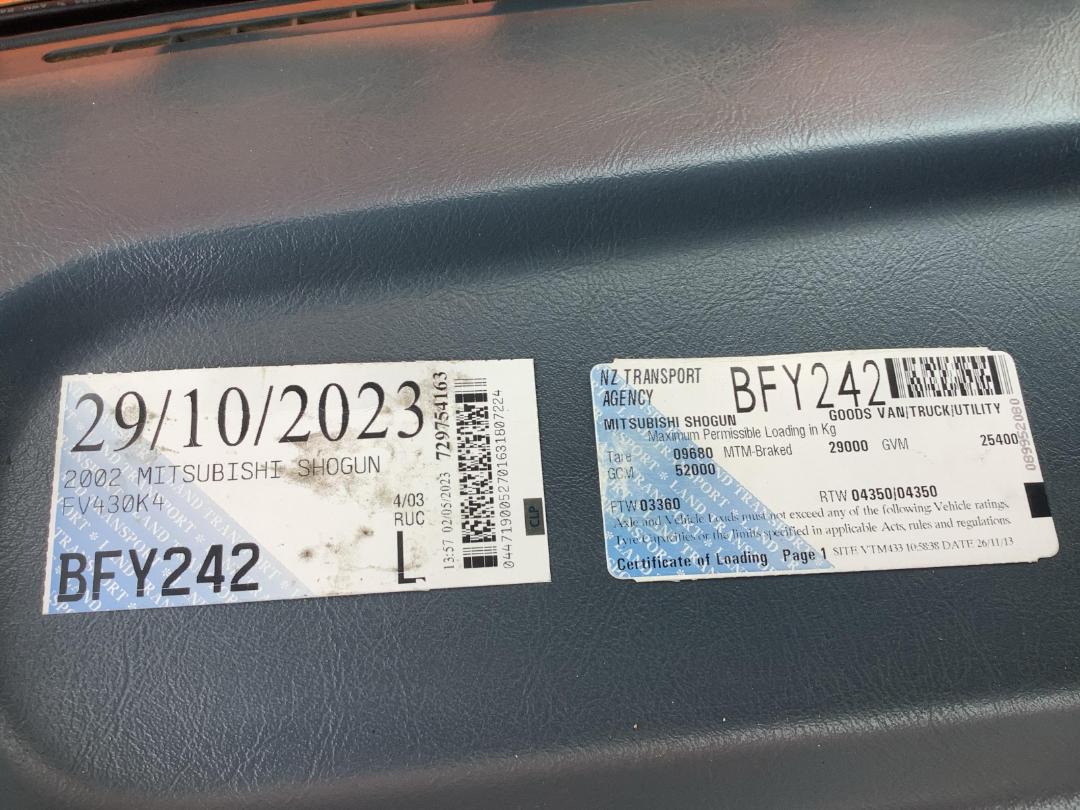 29/10/2023
2002 MITSUBISHI SHOGUN
FV430K4
4/03
RUC
BFY242
L
13:57 02/05/2023 729754163
0447190052701631807224
CLP
NZ TRANSPORT
AGENCY
BFY242
MITSUBISHI SHOGUN
GOODS VAN/TRUCK/UTILITY
Maximum Permissible Loading in Kg
Tare 09680 MTM-Braked 29000 GVM 25400
GCM 52000
FTW 03360 RTW 04350/04350
Axle and Vehicle Loads must not exceed any of the following Vehicle ratings,
Tyre Capacities or the limits specified in applicable Acts, rules and regulations.
Certificate of Loading Page 1 SITE VTM433 10:58:38 DATE 26/11/13
089952080